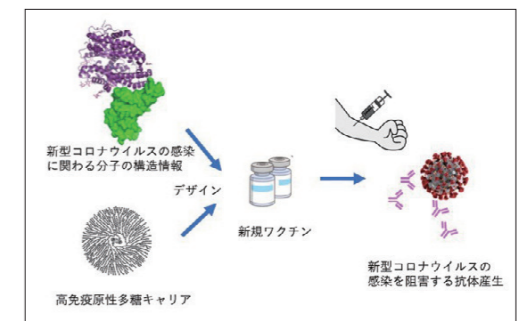 新型コロナウイルスの感染
に関わる分子の構造情報
デザイン
新規ワクチン
高免疫原性多糖キャリア
新型コロナウイルスの
感染を阻害する抗体産生